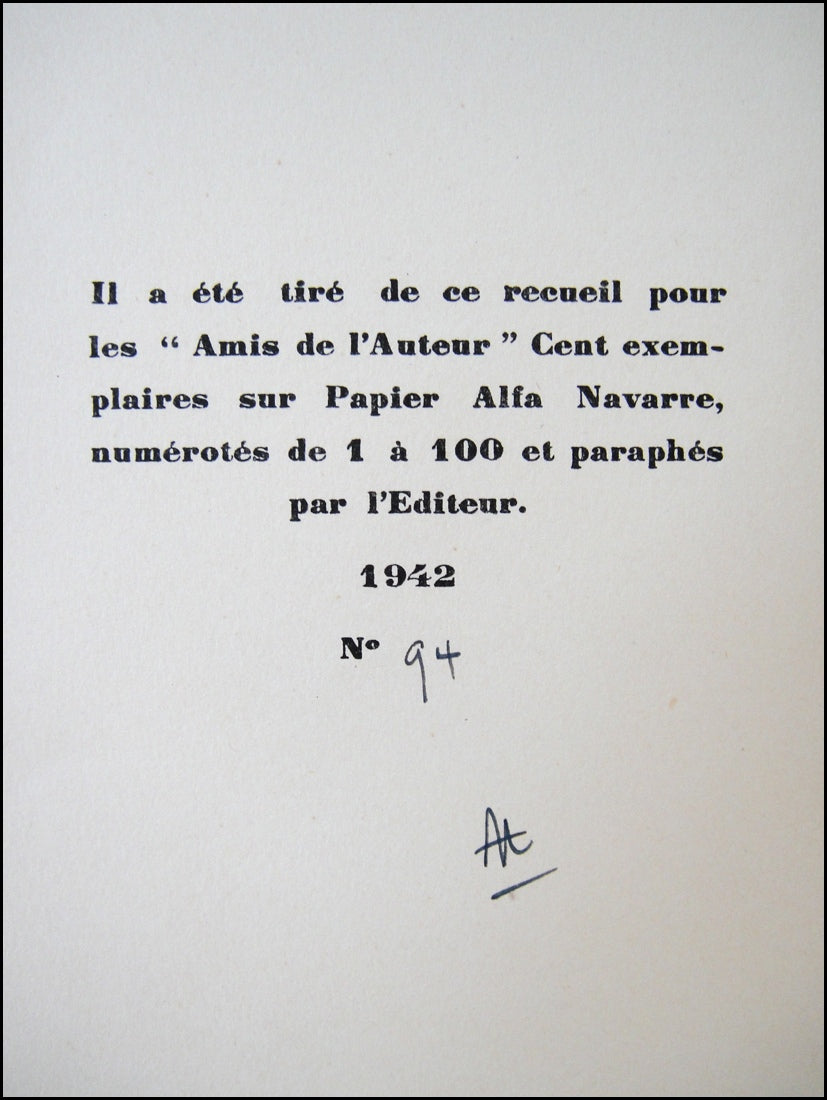 Il a été tiré de ce recueil pour
les “ Amis de l'Auteur ” Cent exem-
plaires sur Papier Alfa Navarre,
numérotés de 1 à 100 et paraphés
par l'Editeur.
1942
Nº 94